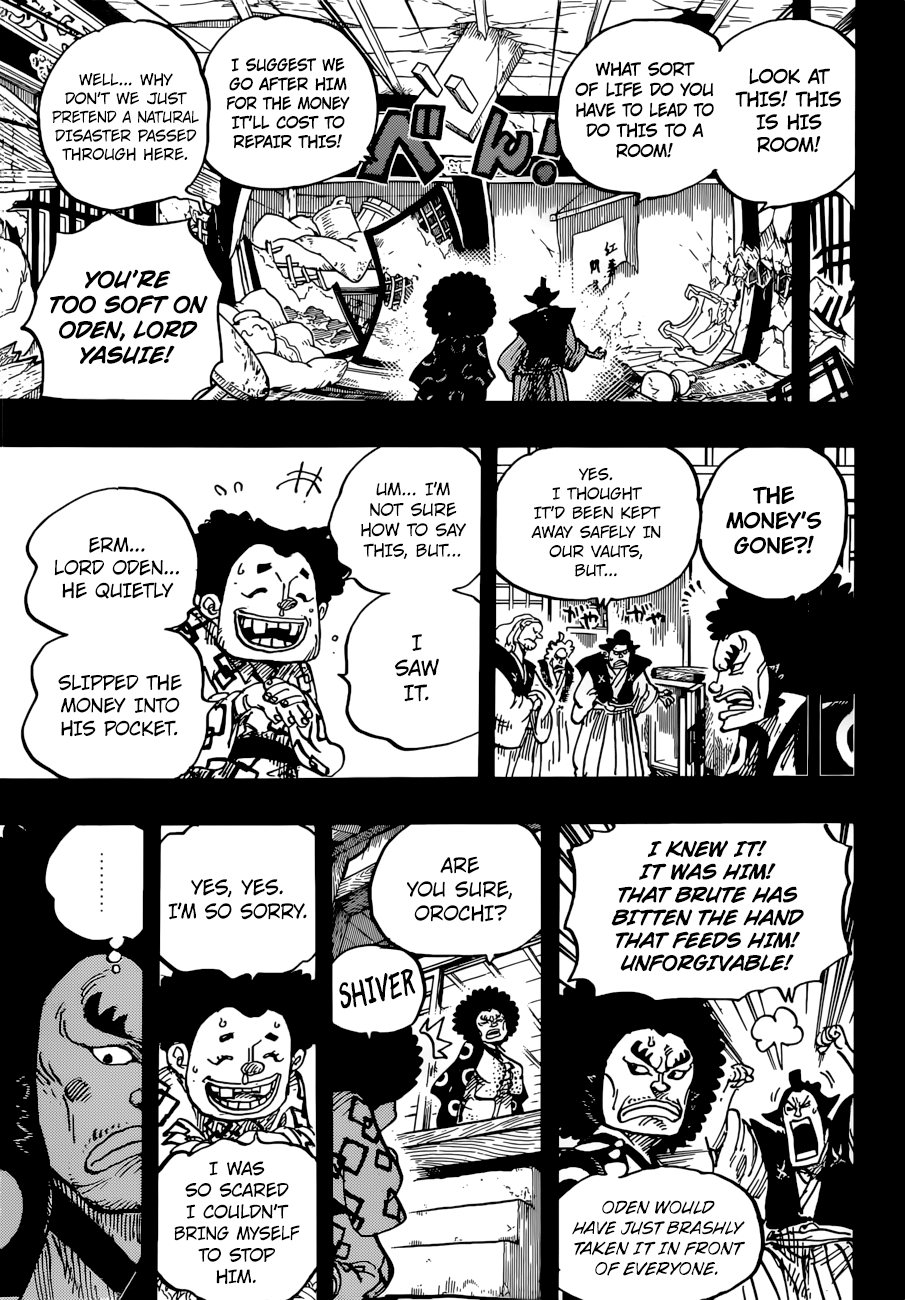 LOOK AT
THIS! THIS
IS HIS
ROOM!
WHAT SORT
OF LIFE DO YOU
HAVE TO LEAD TO
DO THIS TO A
ROOM!
べん!
I SUGGEST WE
GO AFTER HIM
FOR THE MONEY
IT'LL COST TO
REPAIR THIS!
WELL... WHY
DON'T WE JUST
PRETEND A NATURAL
DISASTER PASSED
THROUGH HERE.
YOU'RE
TOO SOFT ON
ODEN, LORD
YASUIE!
THE
MONEY'S
GONE?!
YES.
I THOUGHT
IT'D BEEN KEPT
AWAY SAFELY IN
OUR VAUTS,
BUT...
UM... I'M
NOT SURE
HOW TO SAY
THIS, BUT...
I
SAW
IT.
ERM...
LORD ODEN...
HE QUIETLY
SLIPPED THE
MONEY INTO
HIS POCKET.
I KNEW IT!
IT WAS HIM!
THAT BRUTE HAS
BITTEN THE HAND
THAT FEEDS HIM!
UNFORGIVABLE!
ODEN WOULD
HAVE JUST BRASHLY
TAKEN IT IN FRONT
OF EVERYONE.
ARE
YOU SURE,
OROCHI?
SHIVER
YES, YES.
I'M SO SORRY.
I WAS
SO SCARED
I COULDN'T
BRING MYSELF
TO STOP
HIM.
........